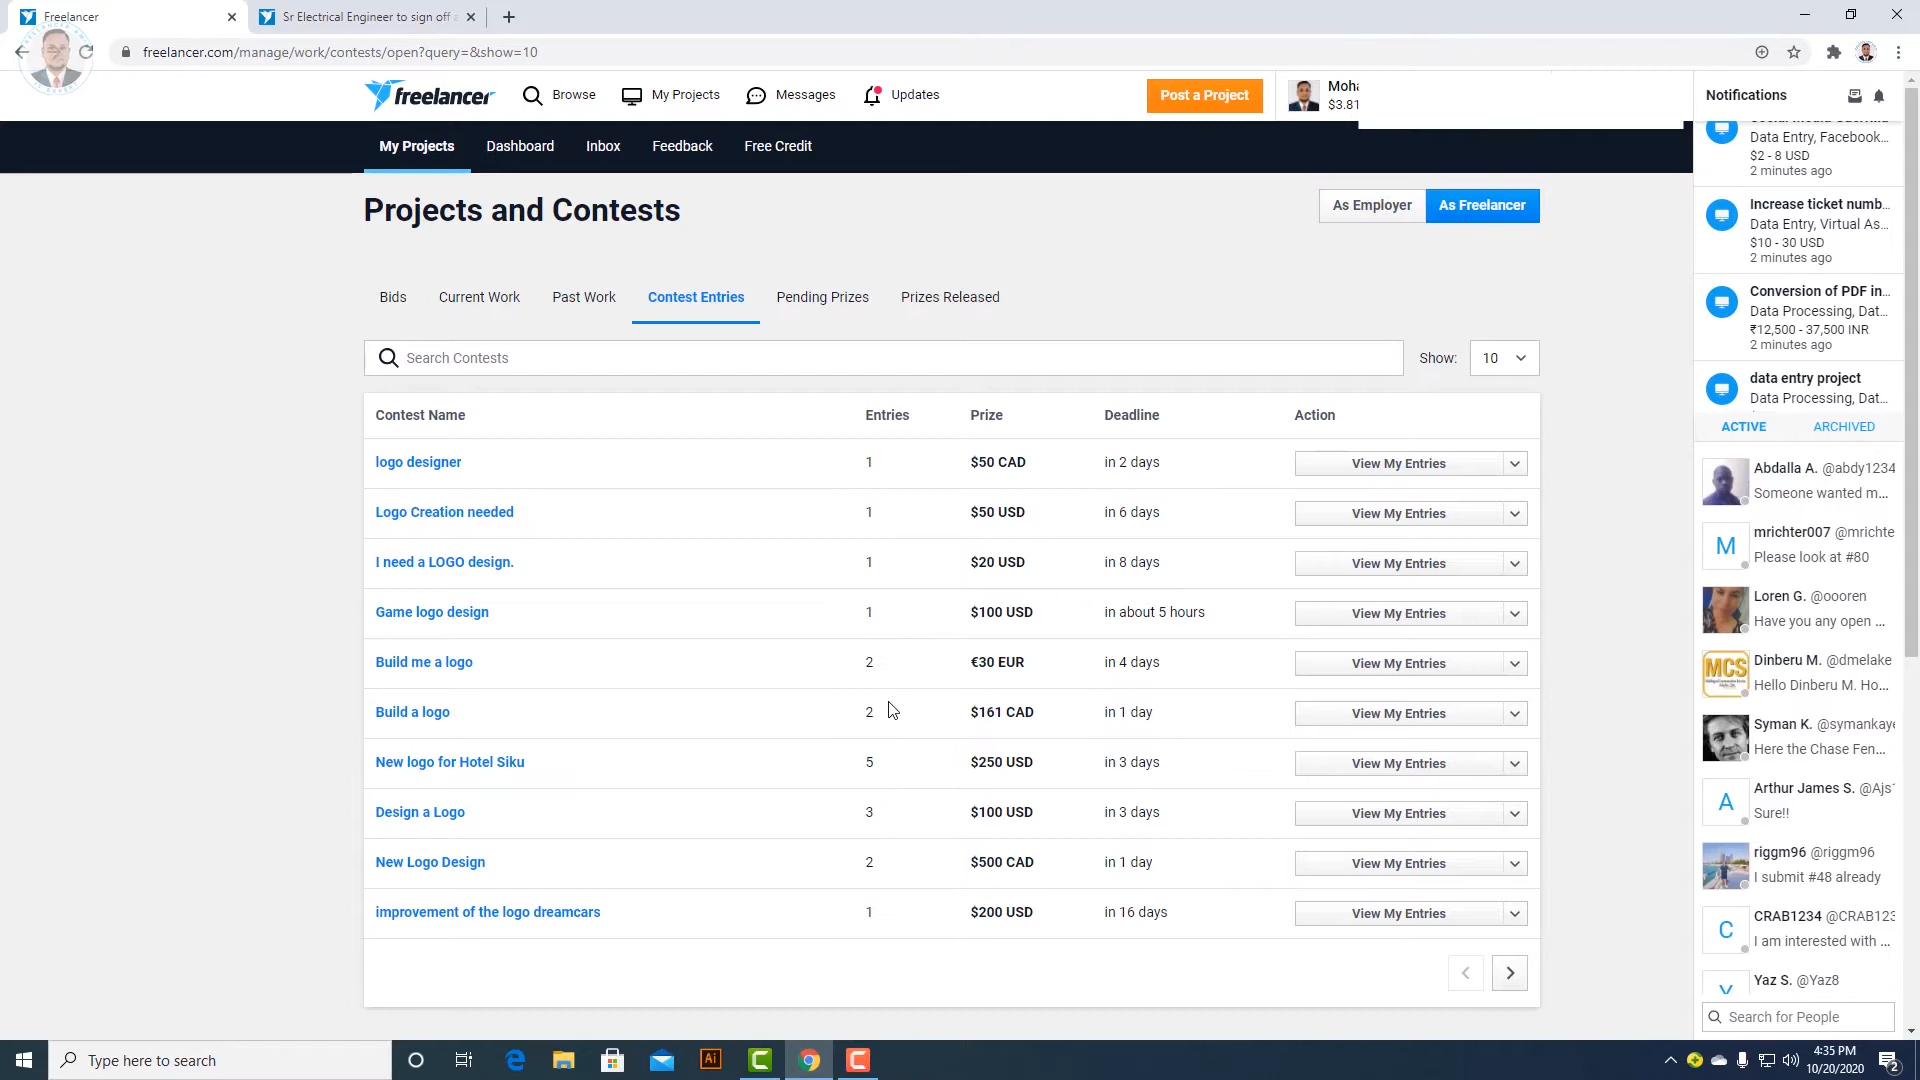 Freelancer
Sr Electrical Engineer to sign off
freelancer.com/manage/work/contests/open?query=&show=10
freelancer
Browse
My Projects
Messages
Updates
Post a Project
Moha
$3.81
My Projects
Dashboard
Inbox
Feedback
Free Credit
Projects and Contests
As Employer
As Freelancer
Bids
Current Work
Past Work
Contest Entries
Pending Prizes
Prizes Released
Search Contests
Show:
10
Contest Name Entries Prize Deadline Action
logo designer 1 $50 CAD in 2 days View My Entries
Logo Creation needed 1 $50 USD in 6 days View My Entries
I need a LOGO design. 1 $20 USD in 8 days View My Entries
Game logo design 1 $100 USD in about 5 hours View My Entries
Build me a logo 2 €30 EUR in 4 days View My Entries
Build a logo 2 $161 CAD in 1 day View My Entries
New logo for Hotel Siku 5 $250 USD in 3 days View My Entries
Design a Logo 3 $100 USD in 3 days View My Entries
New Logo Design 2 $500 CAD in 1 day View My Entries
improvement of the logo dreamcars 1 $200 USD in 16 days View My Entries
Notifications
Data Entry, Facebook...
$2 - 8 USD
2 minutes ago
Increase ticket numb...
Data Entry, Virtual As...
$10 - 30 USD
2 minutes ago
Conversion of PDF in...
Data Processing, Dat...
₹12,500 - 37,500 INR
2 minutes ago
data entry project
Data Processing, Dat...
ACTIVE
ARCHIVED
Abdalla A. @abdy1234
Someone wanted m...
M
mrichter007 @mrichte
Please look at #80
Loren G. @oooren
Have you any open ...
MCS
Dinberu M. @dmelake
Hello Dinberu M. Ho...
Syman K. @symankaye
Here the Chase Fen...
A
Arthur James S. @Ajs1
Sure!!
riggm96 @riggm96
I submit #48 already
C
CRAB1234 @CRAB123
I am interested with ...
Y
Yaz S. @Yaz8
Search for People
Type here to search
Ai
4:35 PM
10/20/2020
2